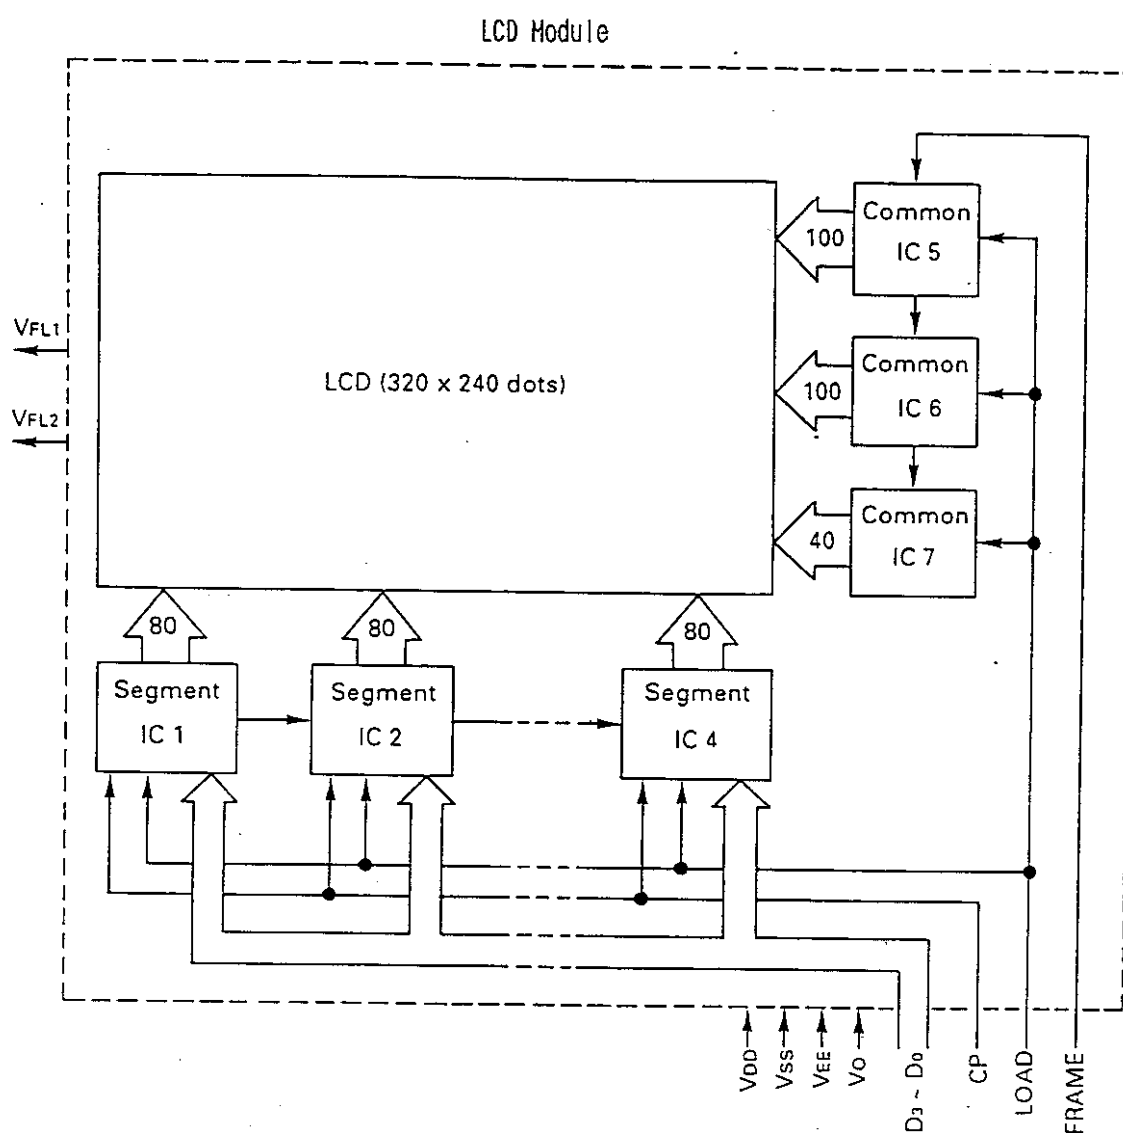 LCD Module
Common
IC 5
100
VFL1
LCD (320 x 240 dots)
Common
IC 6
100
VFL2
Common
IC 7
40
80
80
80
Segment
IC 1
Segment
IC 2
Segment
IC 4
VDD
VSS
VEE
VO
D3 ~ D0
CP
LOAD
FRAME